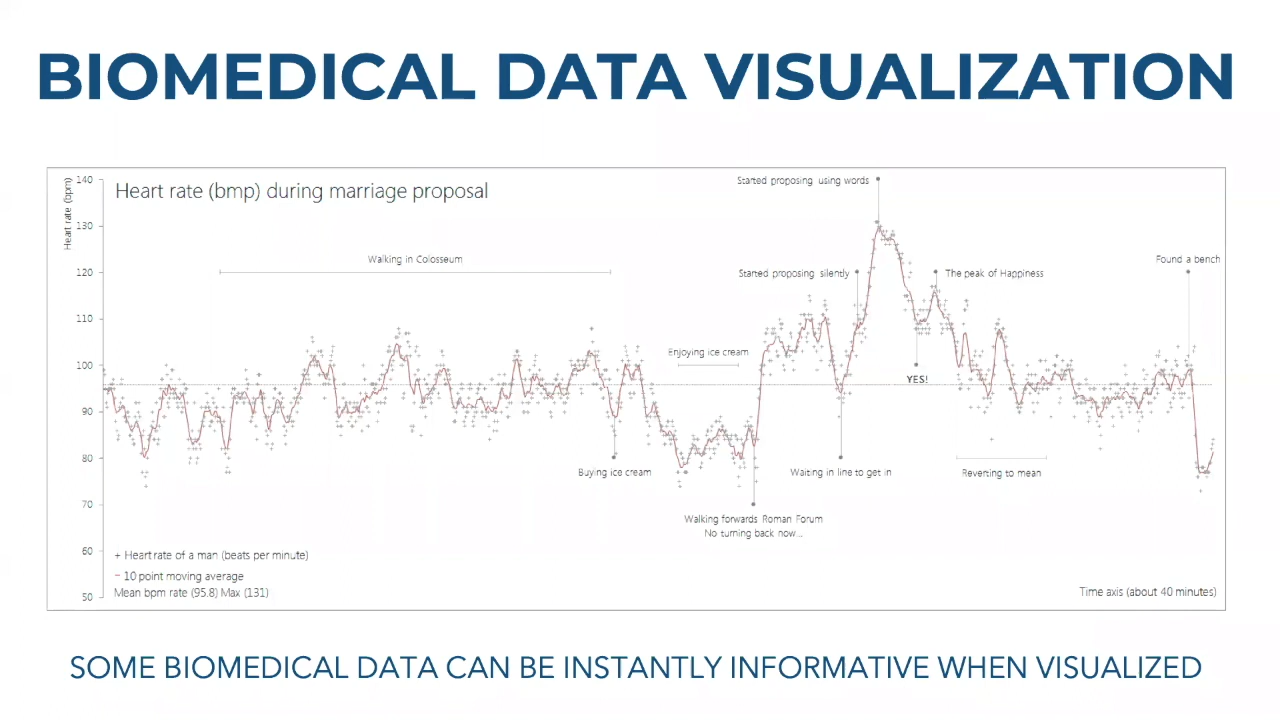 BIOMEDICAL DATA VISUALIZATION
Heart rate (bmp) during marriage proposal
Heart rate (bpm)
140
130
120
110
100
90
80
70
60
50
Started proposing using words
Walking in Colosseum
Found a bench
Started proposing silently
The peak of Happiness
Enjoying ice cream
YES!
Buying ice cream
Waiting in line to get in
Reverting to mean
Walking forwards Roman Forum
No turning back now...
+ Heart rate of a man (beats per minute)
– 10 point moving average
Mean bpm rate (95.8) Max (131)
Time axis (about 40 minutes)
SOME BIOMEDICAL DATA CAN BE INSTANTLY INFORMATIVE WHEN VISUALIZED